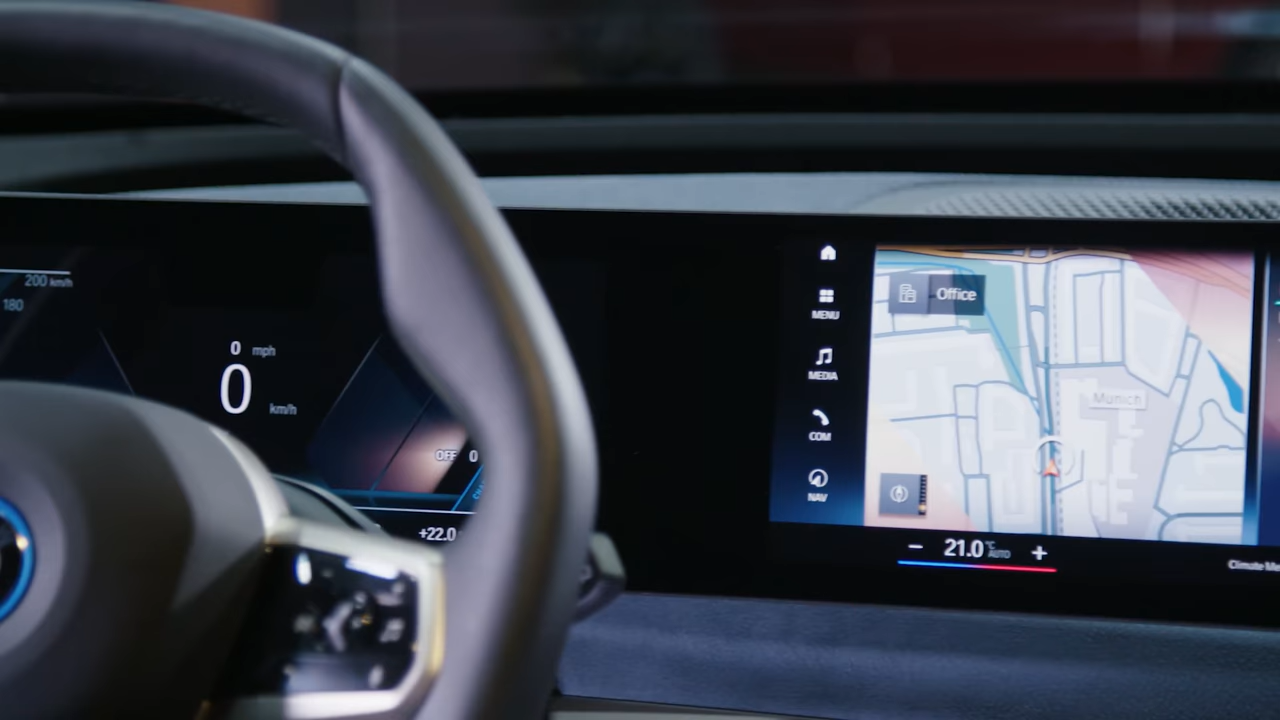 200 km/h
180
0 mph
0
km/h
OFF 0
+22.0
MENU
MEDIA
COM
NAV
Office
Munich
− 21.0 °C AUTO +